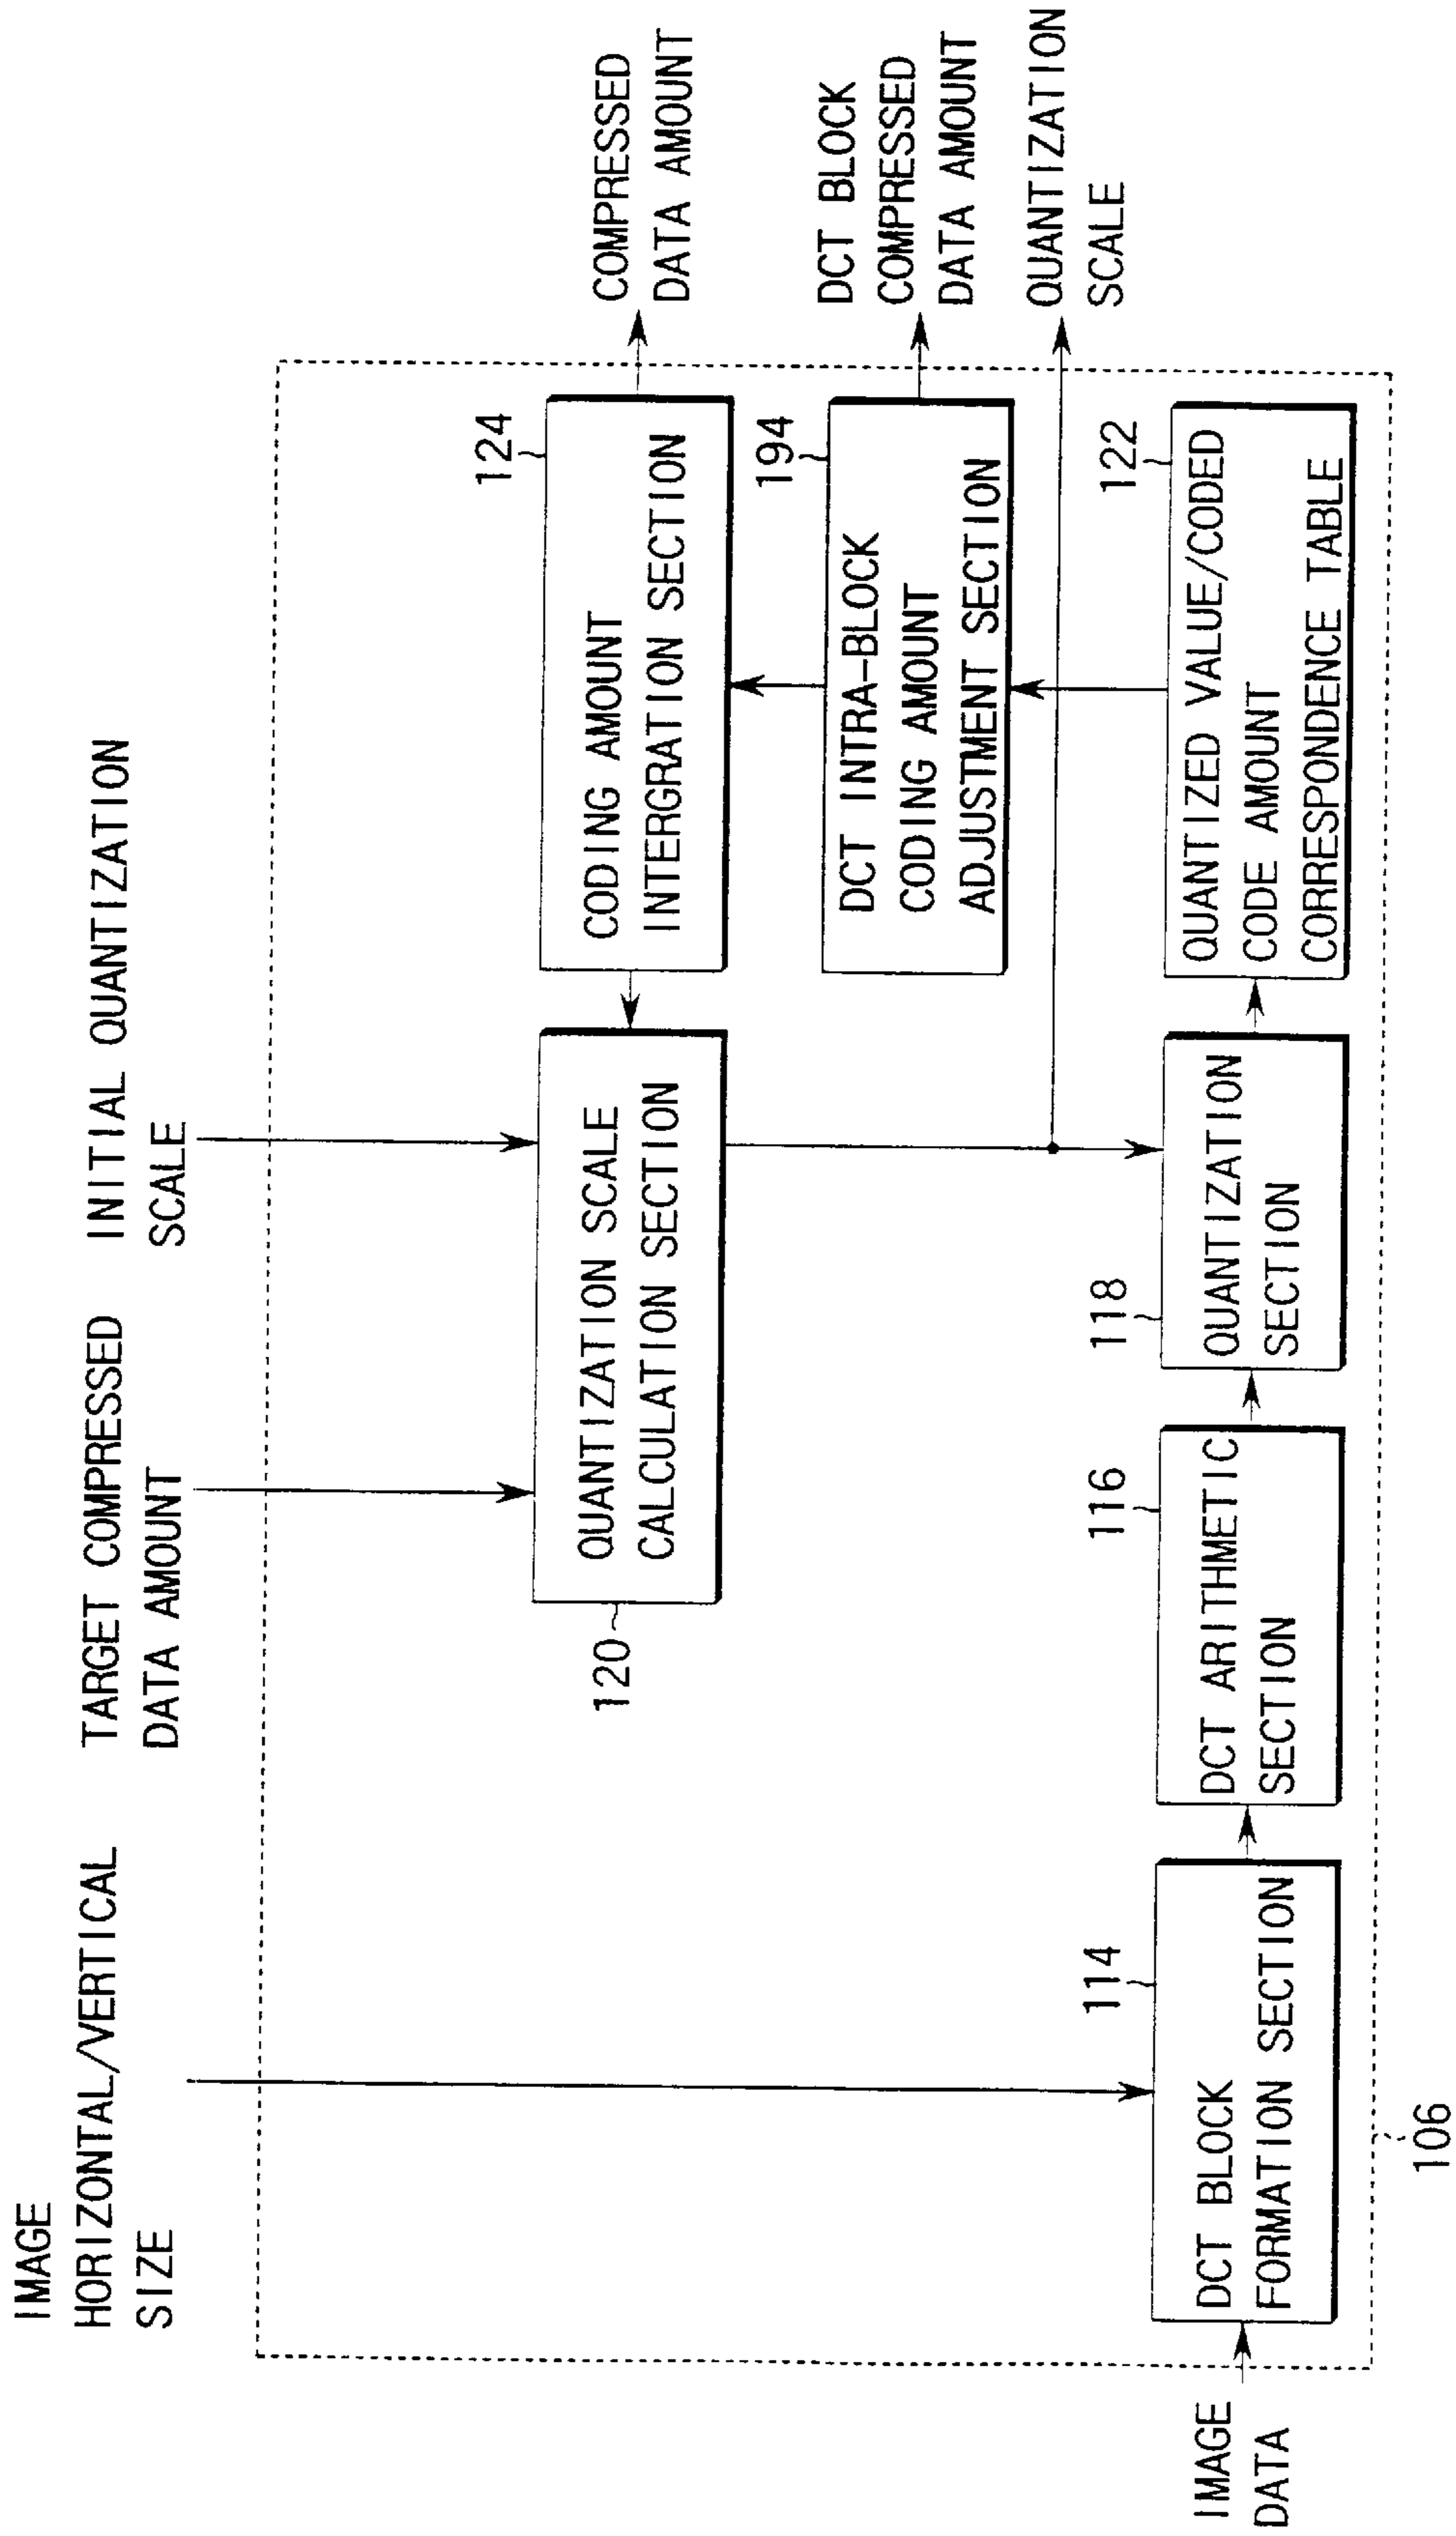 IMAGE
HORIZONTAL/VERTICAL
SIZE
TARGET COMPRESSED
DATA AMOUNT
INITIAL QUANTIZATION
SCALE
120
QUANTIZATION SCALE
CALCULATION SECTION
124
CODING AMOUNT
INTERGRATION SECTION
COMPRESSED
DATA AMOUNT
194
DCT INTRA-BLOCK
CODING AMOUNT
ADJUSTMENT SECTION
DCT BLOCK
COMPRESSED
DATA AMOUNT
QUANTIZATION
SCALE
IMAGE
DATA
114
DCT BLOCK
FORMATION SECTION
116
DCT ARITHMETIC
SECTION
118
QUANTIZATION
SECTION
122
QUANTIZED VALUE/CODED
CODE AMOUNT
CORRESPONDENCE TABLE
106